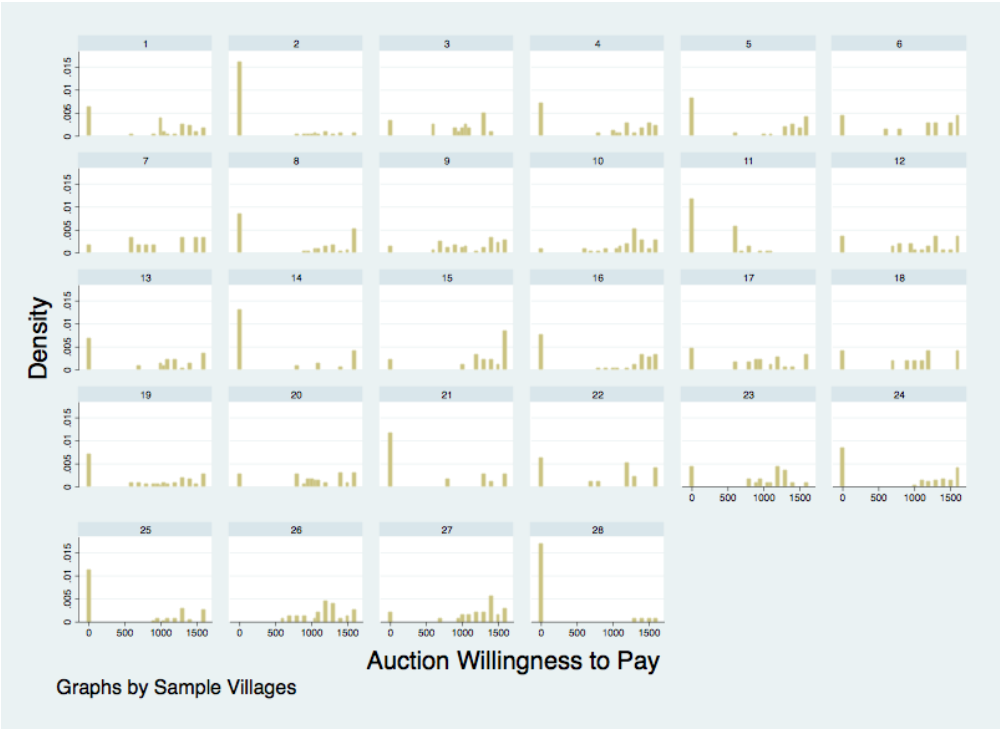 1 2 3 4 5 6
0 .005 .01 .015
7 8 9 10 11 12
0 .005 .01 .015
13 14 15 16 17 18
0 .005 .01 .015
19 20 21 22 23 24
0 .005 .01 .015
0 500 1000 1500 0 500 1000 1500
25 26 27 28
0 .005 .01 .015
0 500 1000 1500 0 500 1000 1500 0 500 1000 1500 0 500 1000 1500
Density
Auction Willingness to Pay
Graphs by Sample Villages